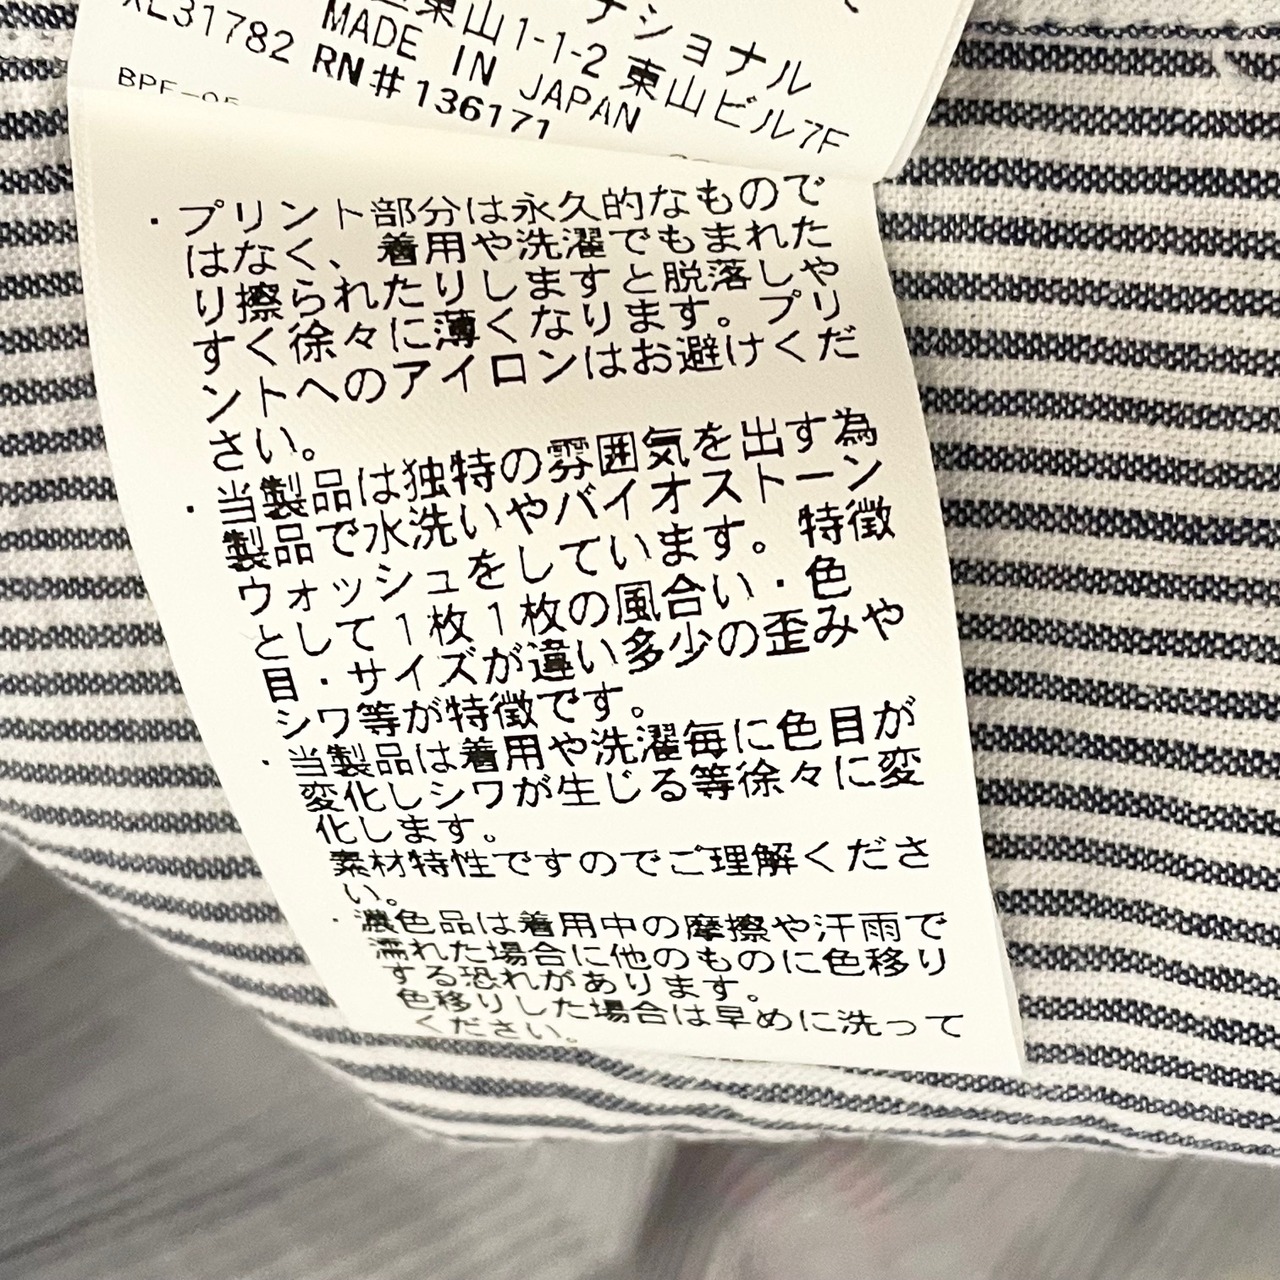 ナショナル
東山1-1-2 東山ビル7F
MADE IN JAPAN
XL31782 RN#136171
・プリント部分は永久的なもので
はなく、着用や洗濯でもまれた
り擦られたりしますと脱落しや
すく徐々に薄くなります。プリ
ントへのアイロンはお避けくだ
さい。
・当製品は独特の雰囲気を出す為
製品で水洗いやバイオストーン
ウォッシュをしています。特徴
として1枚1枚の風合い・色
目・サイズが違い多少の歪みや
シワ等が特徴です。
・当製品は着用や洗濯毎に色目が
変化しシワが生じる等徐々に変
化します。
素材特性ですのでご理解くださ
い。
・濃色品は着用中の摩擦や汗雨で
濡れた場合に他のものに色移り
する恐れがあります。
色移りした場合は早めに洗って
ください。